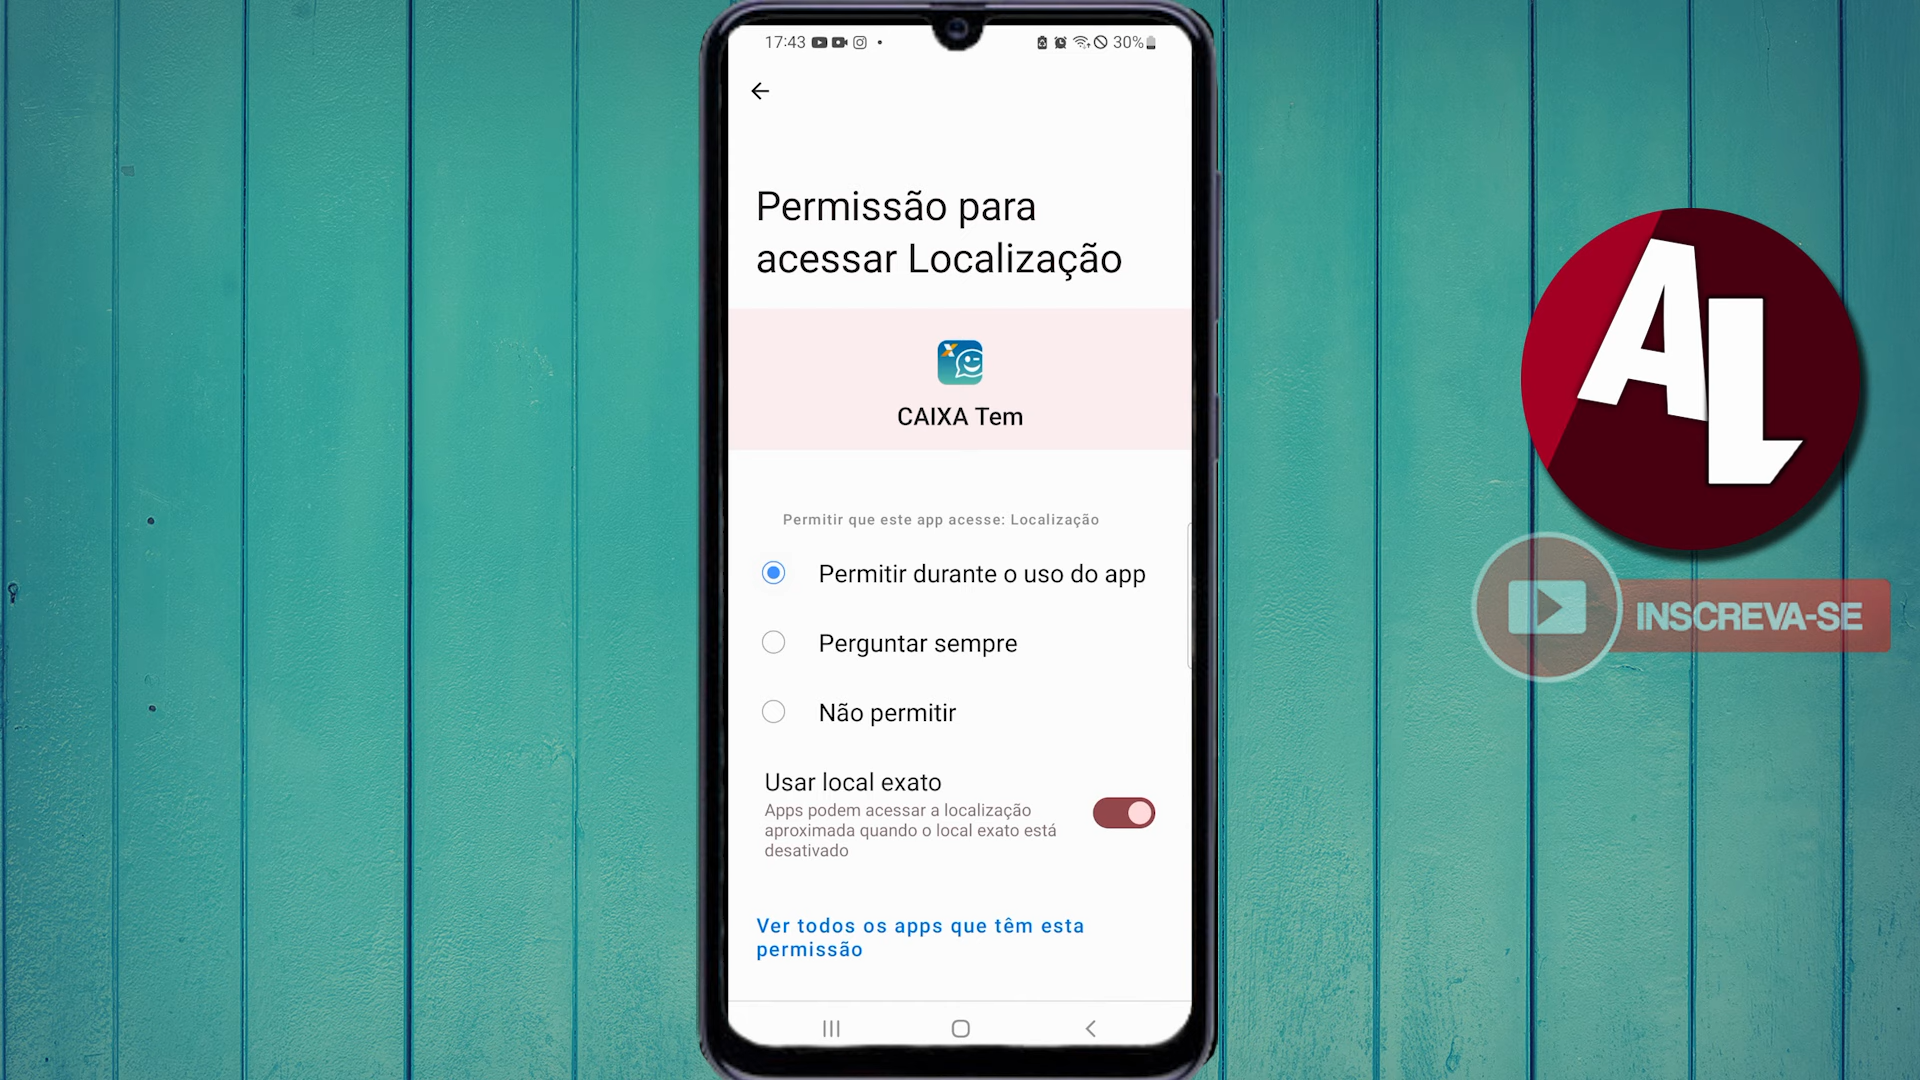 17:43
30%
Permissão para
acessar Localização
CAIXA Tem
Permitir que este app acesse: Localização
Permitir durante o uso do app
Perguntar sempre
Não permitir
Usar local exato
Apps podem acessar a localização
aproximada quando o local exato está
desativado
Ver todos os apps que têm esta
permissão
AL
INSCREVA-SE